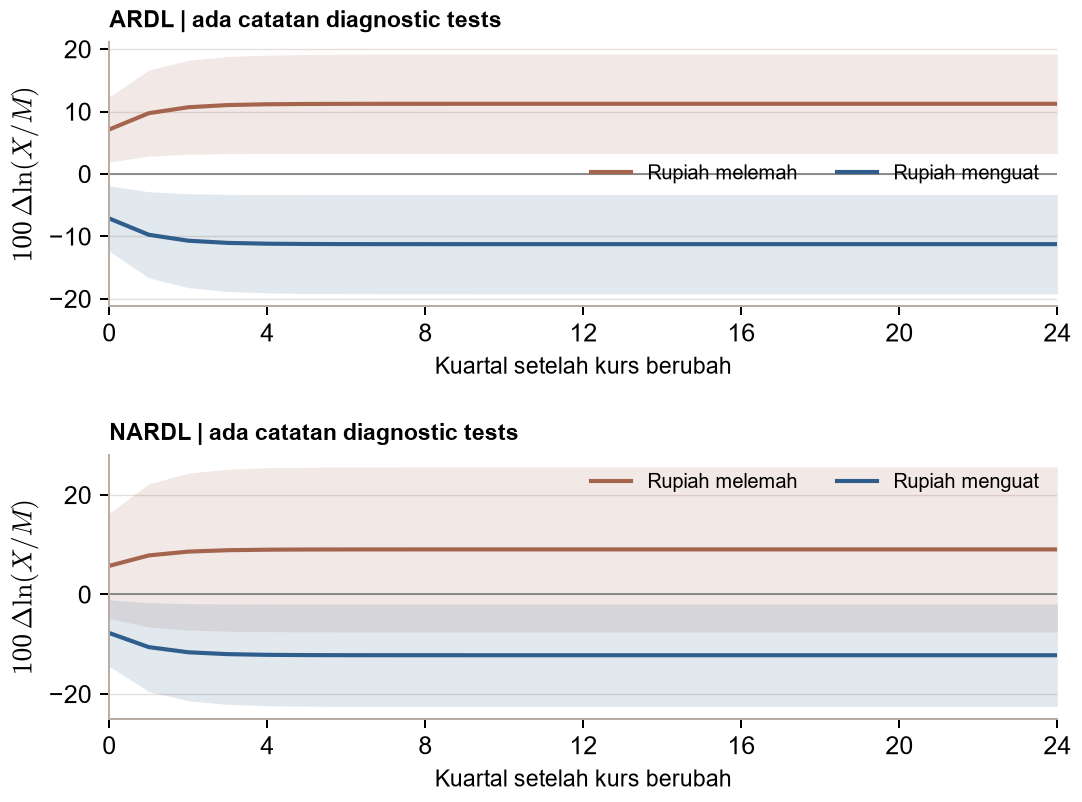 ARDL | ada catatan diagnostic tests
100 Δln(X/M)
20
10
0
−10
−20
Rupiah melemah Rupiah menguat
0 4 8 12 16 20 24
Kuartal setelah kurs berubah
NARDL | ada catatan diagnostic tests
100 Δln(X/M)
20
0
−20
Rupiah melemah Rupiah menguat
0 4 8 12 16 20 24
Kuartal setelah kurs berubah